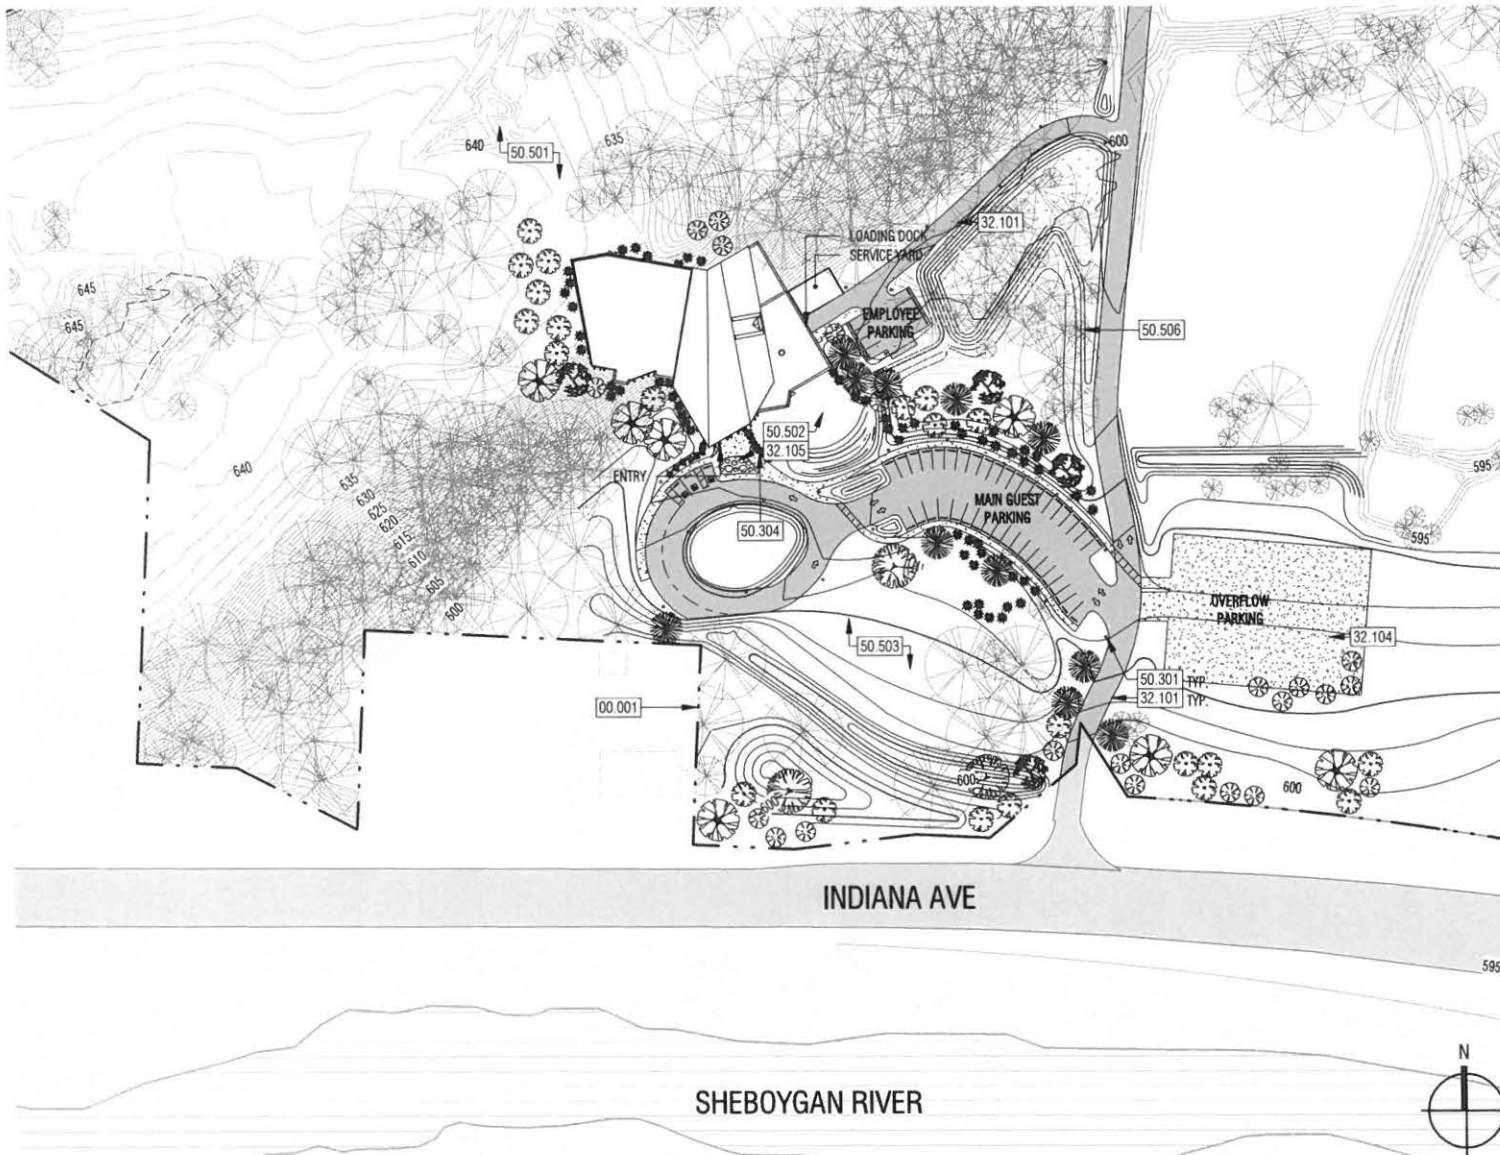 600
640
50.501
635
32.101
LOADING DOCK
SERVICE YARD
645
645
EMPLOYEE
PARKING
50.506
50.502
32.105
640
595
ENTRY
635
630
625
620
615
610
605
600
MAIN GUEST
PARKING
50.304
595
OVERFLOW
PARKING
32.104
50.503
50.301 TYP.
32.101 TYP.
00.001
600
600
600
INDIANA AVE
595
SHEBOYGAN RIVER
N